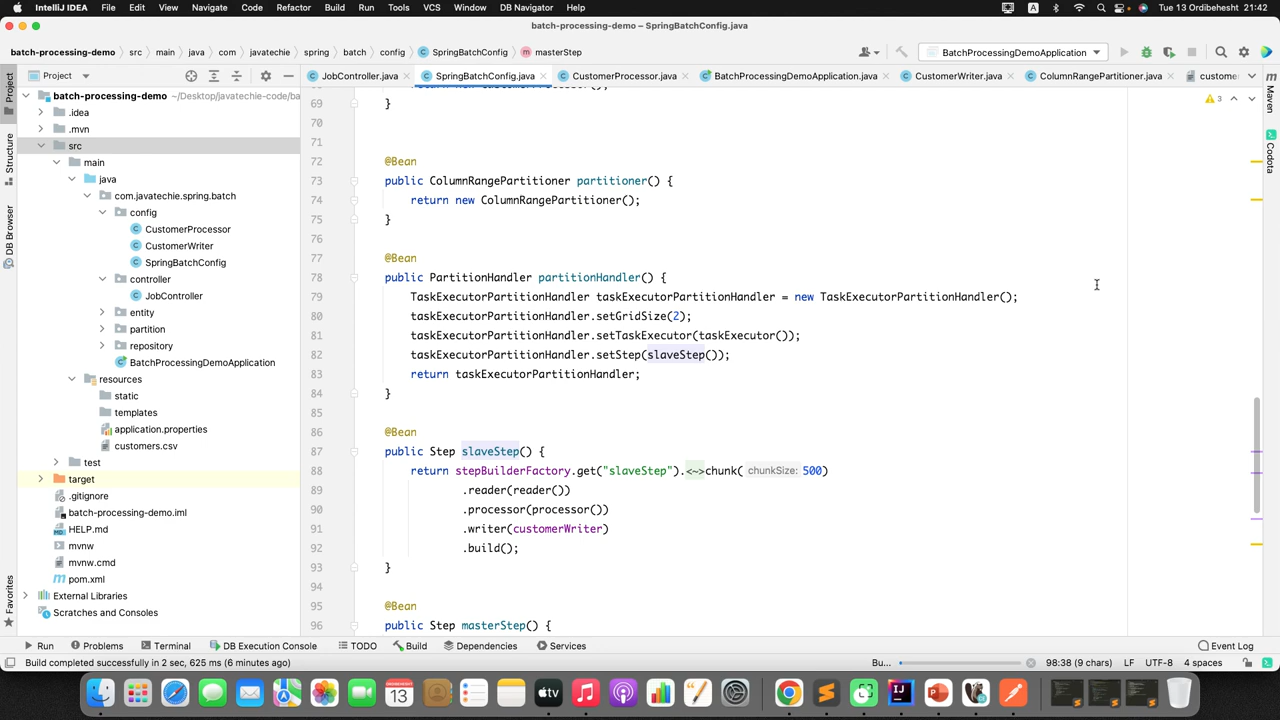 IntelliJ IDEA File Edit View Navigate Code Refactor Build Run Tools VCS Window DB Navigator Help A Tue 13 Ordibehesht 21:42
batch-processing-demo – SpringBatchConfig.java
batch-processing-demo src main java com javatechie spring batch config SpringBatchConfig masterStep BatchProcessingDemoApplication
Project JobController.java SpringBatchConfig.java CustomerProcessor.java BatchProcessingDemoApplication.java CustomerWriter.java ColumnRangePartitioner.java custome
Project
Structure
DB Browser
Favorites
Maven
Codota
batch-processing-demo ~/Desktop/javatechie-code/ba
.idea
.mvn
src
main
java
com.javatechie.spring.batch
config
CustomerProcessor
CustomerWriter
SpringBatchConfig
controller
JobController
entity
partition
repository
BatchProcessingDemoApplication
resources
static
templates
application.properties
customers.csv
test
target
.gitignore
batch-processing-demo.iml
HELP.md
mvnw
mvnw.cmd
pom.xml
External Libraries
Scratches and Consoles
3
69 }
70
71
72 @Bean
73 public ColumnRangePartitioner partitioner() {
74 return new ColumnRangePartitioner();
75 }
76
77 @Bean
78 public PartitionHandler partitionHandler() {
79 TaskExecutorPartitionHandler taskExecutorPartitionHandler = new TaskExecutorPartitionHandler();
80 taskExecutorPartitionHandler.setGridSize(2);
81 taskExecutorPartitionHandler.setTaskExecutor(taskExecutor());
82 taskExecutorPartitionHandler.setStep(slaveStep());
83 return taskExecutorPartitionHandler;
84 }
85
86 @Bean
87 public Step slaveStep() {
88 return stepBuilderFactory.get("slaveStep").<~>chunk( chunkSize: 500)
89 .reader(reader())
90 .processor(processor())
91 .writer(customerWriter)
92 .build();
93 }
94
95 @Bean
96 public Step masterStep() {
Run Problems Terminal DB Execution Console TODO Build Dependencies Services Event Log
Build completed successfully in 2 sec, 625 ms (6 minutes ago) Bu... 98:38 (9 chars) LF UTF-8 4 spaces
13
tv